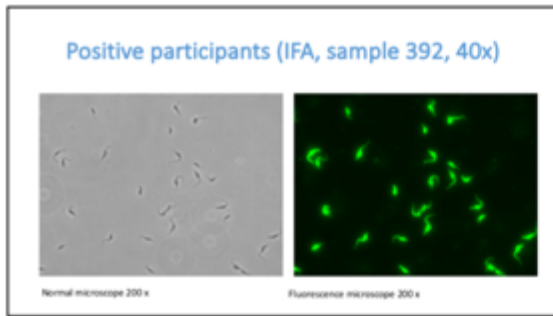 Positive participants (IFA, sample 392, 40x)
Normal microscope 200 x
Fluorescence microscope 200 x